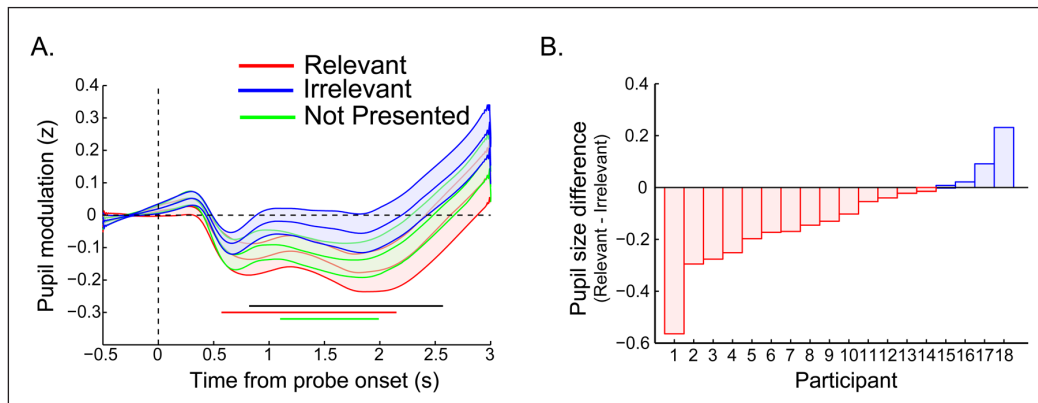 A.
Relevant
Irrelevant
Not Presented
Pupil modulation (z)
0.4
0.3
0.2
0.1
0
−0.1
−0.2
−0.3
−0.5
0
0.5
1
1.5
2
2.5
3
Time from probe onset (s)
B.
Pupil size difference
(Relevant - Irrelevant)
0.4
0.2
0
−0.2
−0.4
−0.6
1 2 3 4 5 6 7 8 9 10 11 12 13 14 15 16 17 18
Participant